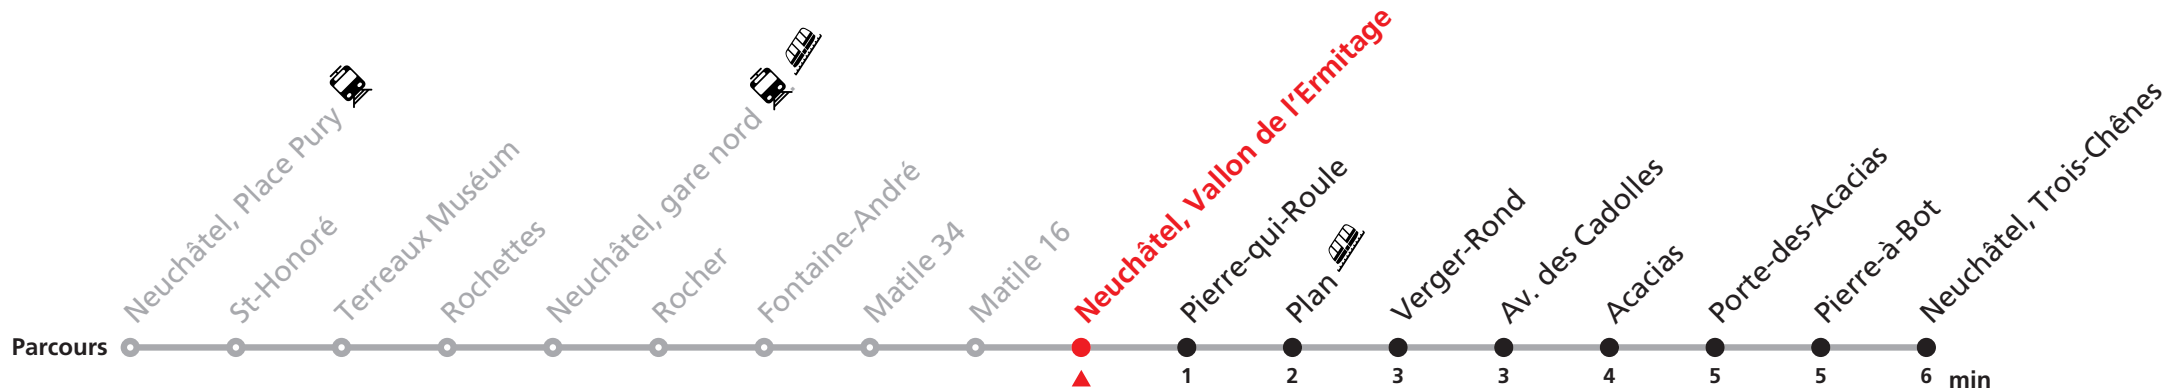 Neuchâtel, Place Pury
St-Honoré
Terreaux Muséum
Rochettes
Neuchâtel, gare nord
Rocher
Fontaine-André
Matile 34
Matile 16
Neuchâtel, Vallon de l'Ermitage
Pierre-qui-Roule
Plan
Verger-Rond
Av. des Cadolles
Acacias
Porte-des-Acacias
Pierre-à-Bot
Neuchâtel, Trois-Chênes
Parcours
1 2 3 3 4 5 5 6 min